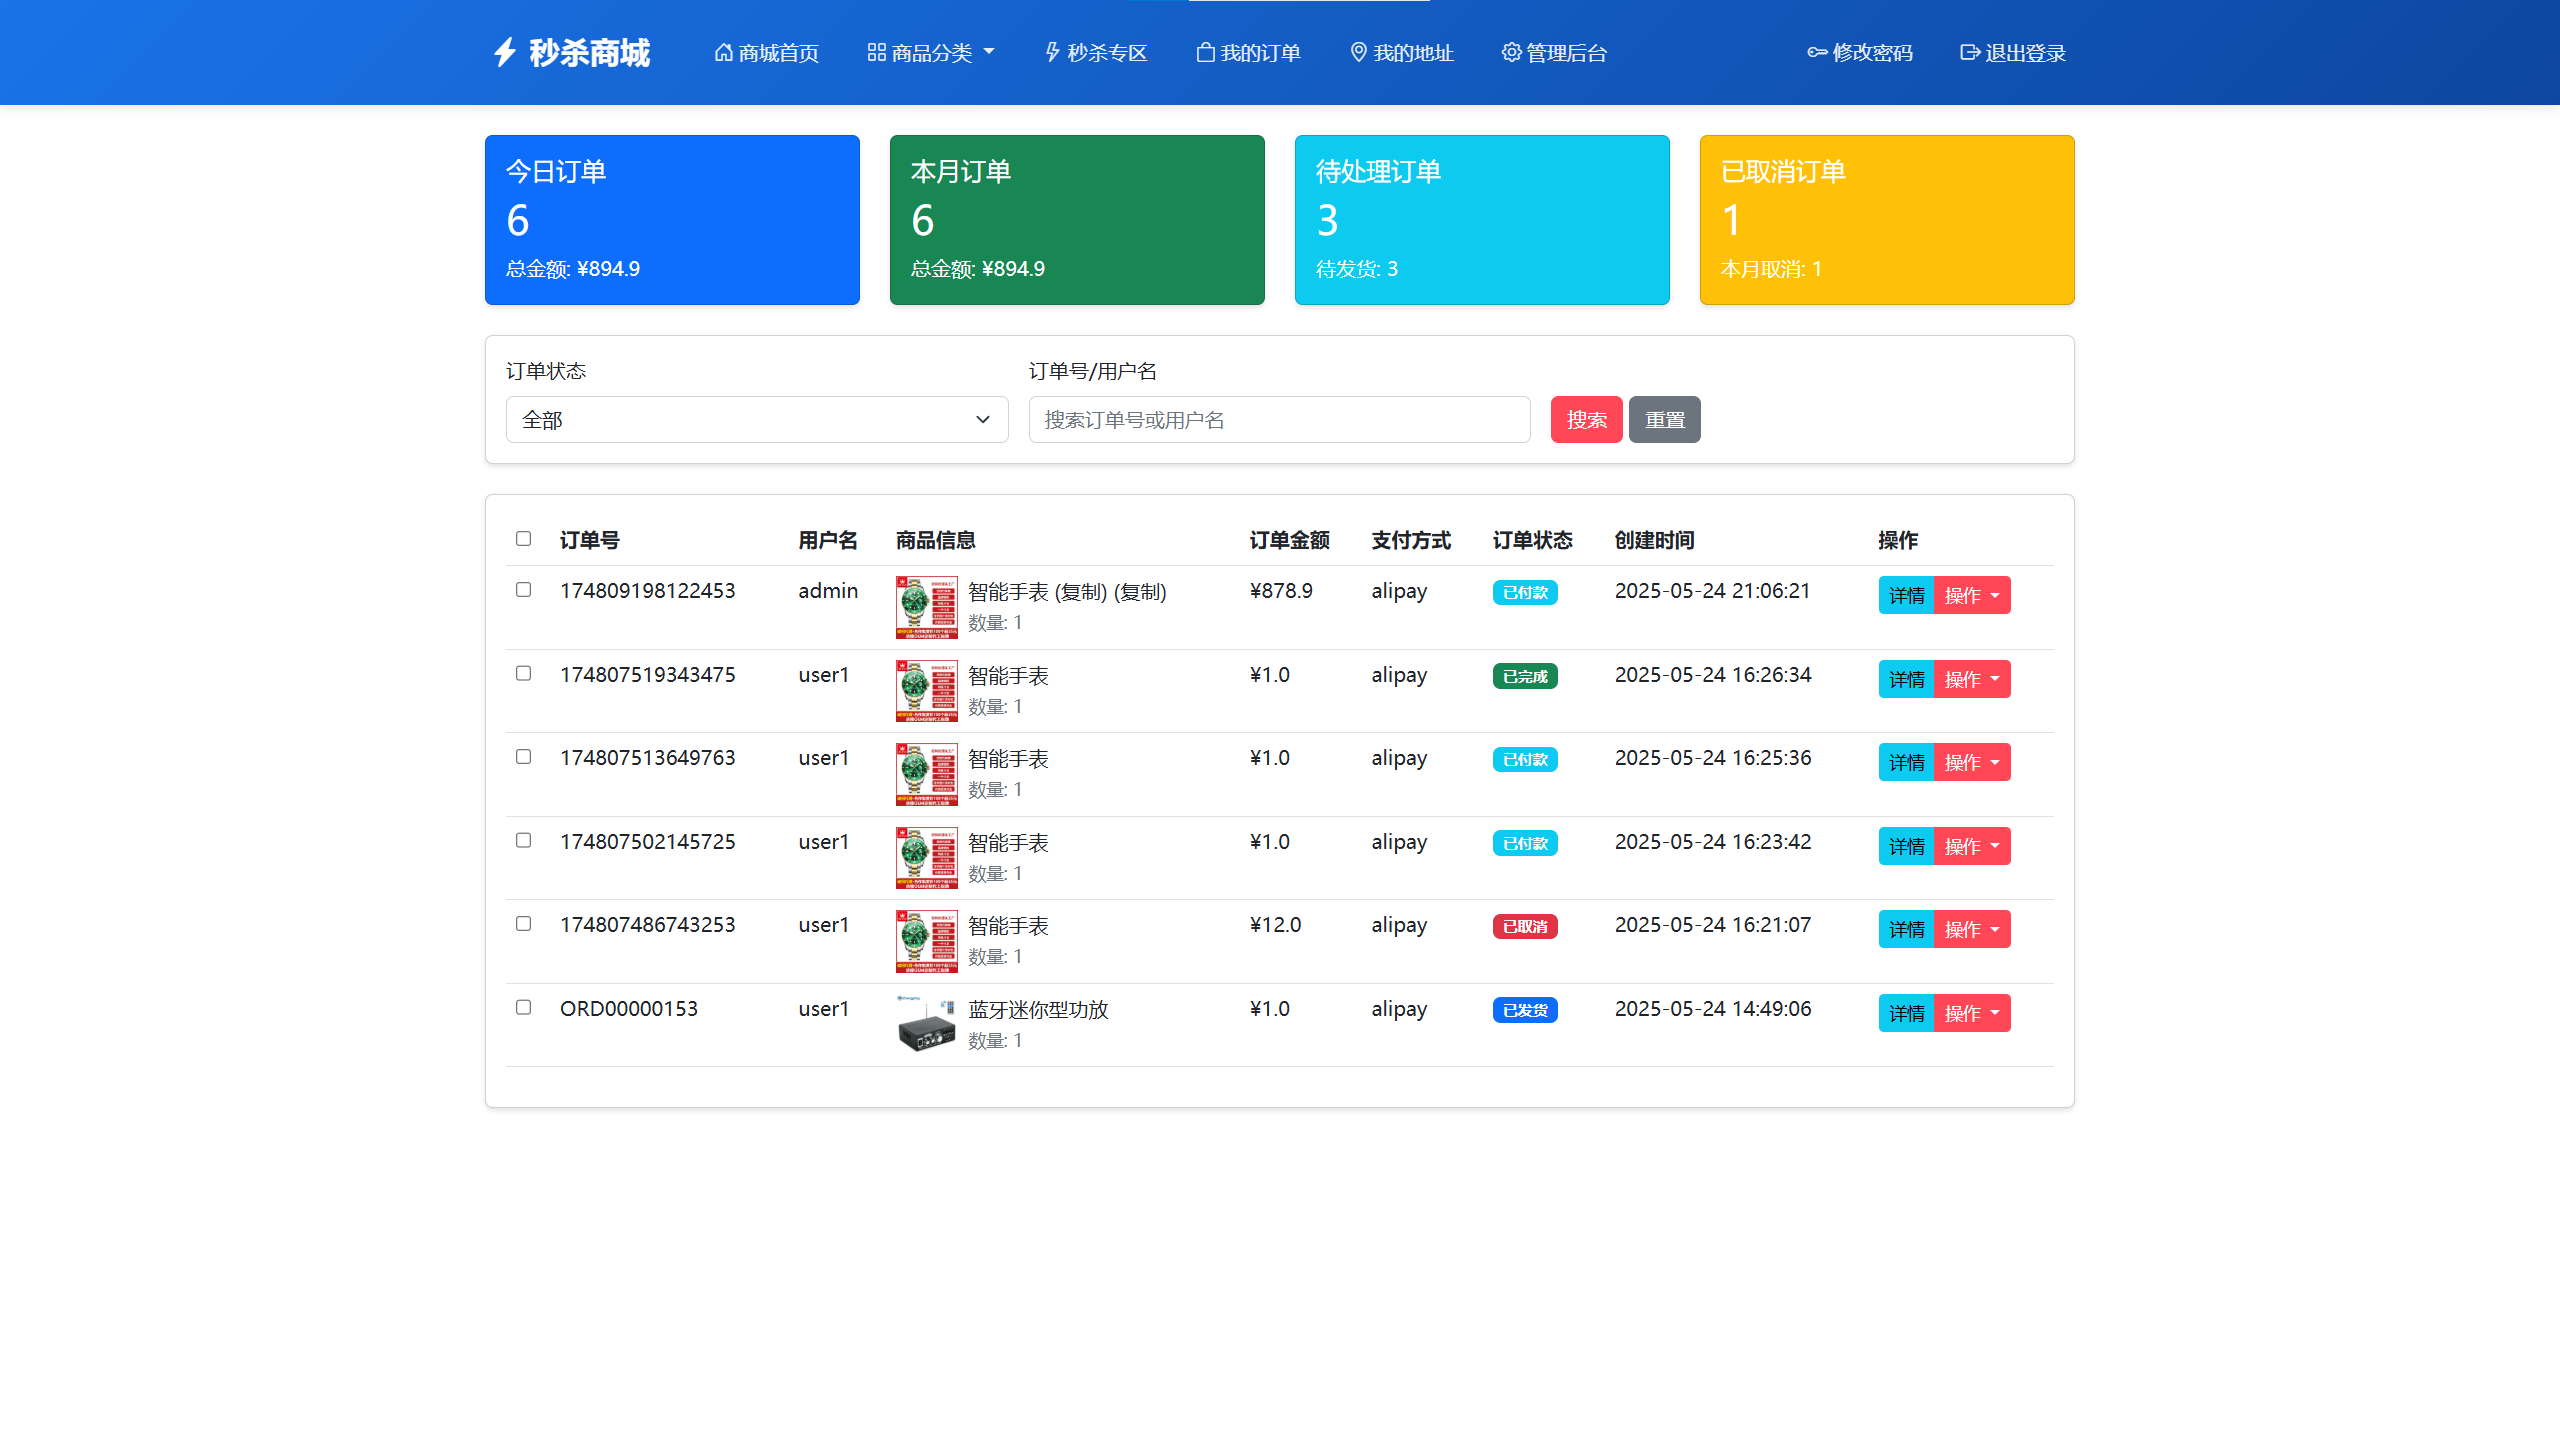 秒杀商城
商城首页
商品分类
秒杀专区
我的订单
我的地址
管理后台
修改密码
退出登录
今日订单
6
总金额: ¥894.9
本月订单
6
总金额: ¥894.9
待处理订单
3
待发货: 3
已取消订单
1
本月取消: 1
订单状态
全部
订单号/用户名
搜索订单号或用户名
搜索
重置
订单号 用户名 商品信息 订单金额 支付方式 订单状态 创建时间 操作
174809198122453 admin 智能手表 (复制) (复制) ¥878.9 alipay 已付款 2025-05-24 21:06:21 详情 操作
数量: 1
174807519343475 user1 智能手表 ¥1.0 alipay 已完成 2025-05-24 16:26:34 详情 操作
数量: 1
174807513649763 user1 智能手表 ¥1.0 alipay 已付款 2025-05-24 16:25:36 详情 操作
数量: 1
174807502145725 user1 智能手表 ¥1.0 alipay 已付款 2025-05-24 16:23:42 详情 操作
数量: 1
174807486743253 user1 智能手表 ¥12.0 alipay 已取消 2025-05-24 16:21:07 详情 操作
数量: 1
ORD00000153 user1 蓝牙迷你型功放 ¥1.0 alipay 已发货 2025-05-24 14:49:06 详情 操作
数量: 1